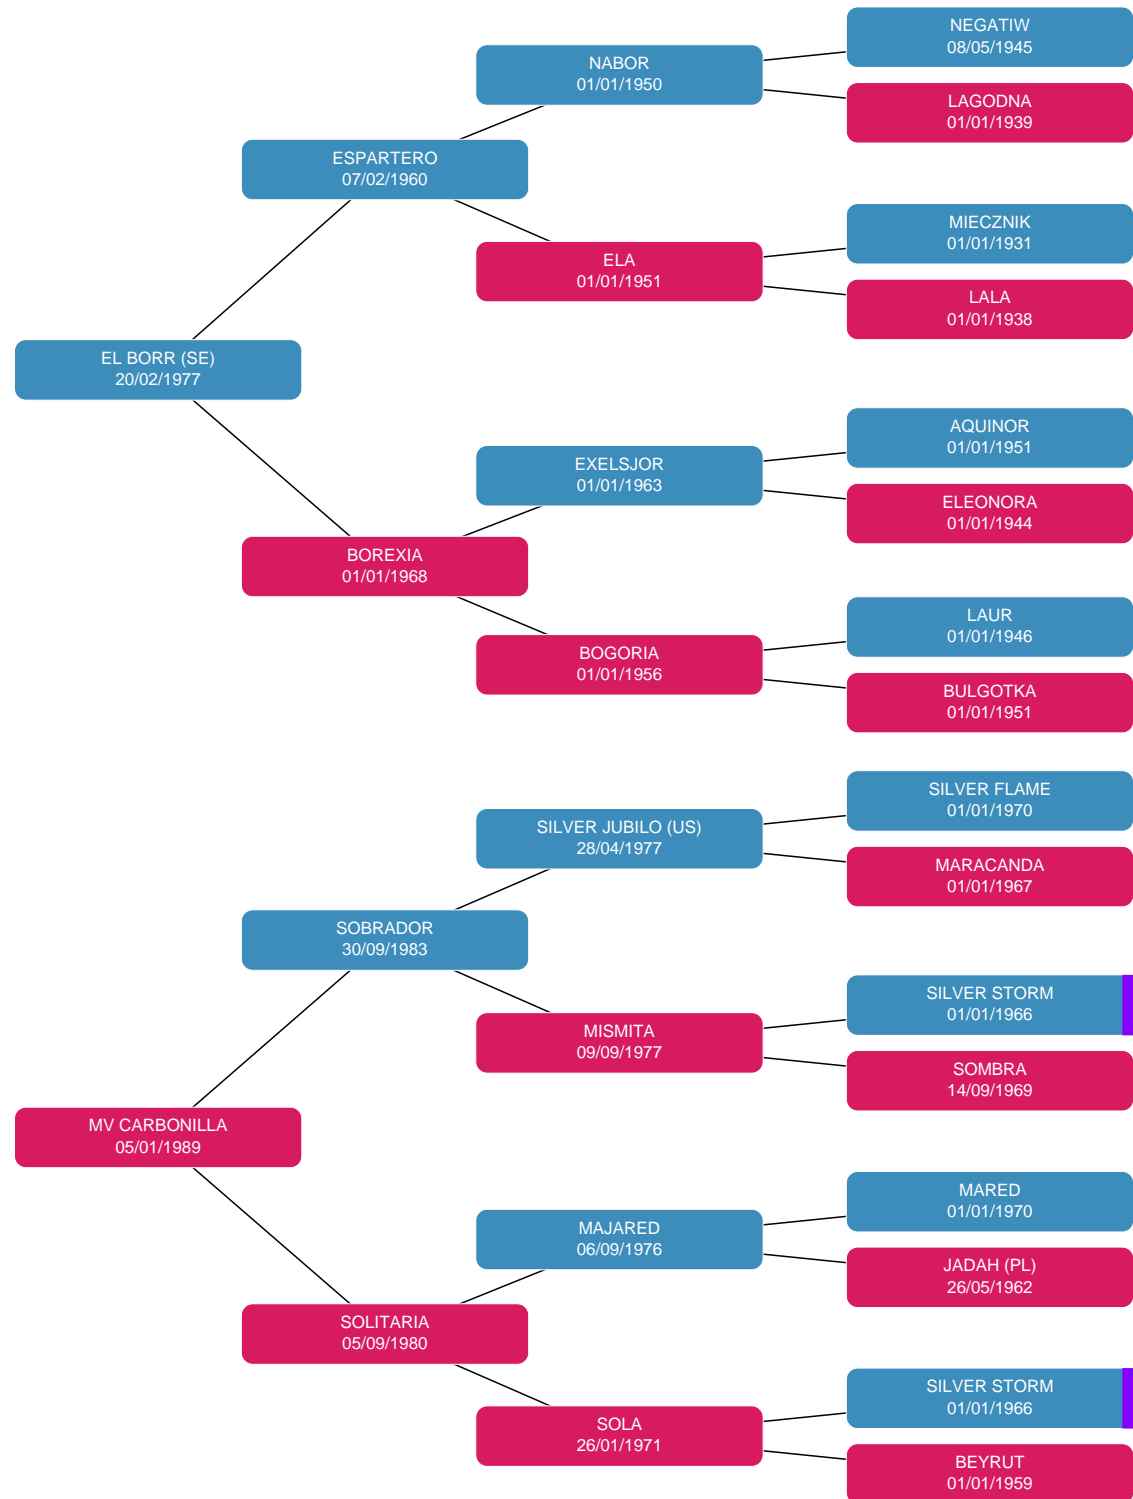 NEGATIW
08/05/1945
NABOR
01/01/1950
LAGODNA
01/01/1939
ESPARTERO
07/02/1960
MIECZNIK
01/01/1931
ELA
01/01/1951
LALA
01/01/1938
EL BORR (SE)
20/02/1977
AQUINOR
01/01/1951
EXELSJOR
01/01/1963
ELEONORA
01/01/1944
BOREXIA
01/01/1968
LAUR
01/01/1946
BOGORIA
01/01/1956
BULGOTKA
01/01/1951
SILVER FLAME
01/01/1970
SILVER JUBILO (US)
28/04/1977
MARACANDA
01/01/1967
SOBRADOR
30/09/1983
SILVER STORM
01/01/1966
MISMITA
09/09/1977
SOMBRA
14/09/1969
MV CARBONILLA
05/01/1989
MARED
01/01/1970
MAJARED
06/09/1976
JADAH (PL)
26/05/1962
SOLITARIA
05/09/1980
SILVER STORM
01/01/1966
SOLA
26/01/1971
BEYRUT
01/01/1959